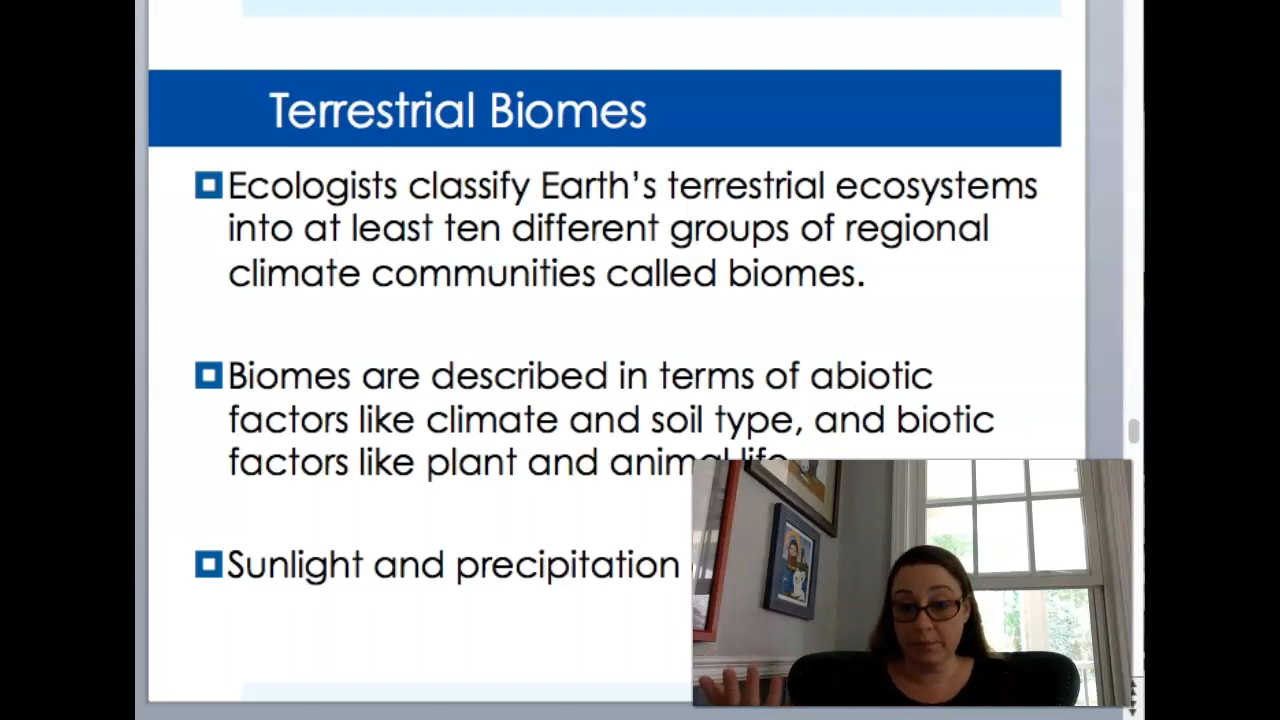 Terrestrial Biomes
Ecologists classify Earth's terrestrial ecosystems
into at least ten different groups of regional
climate communities called biomes.
Biomes are described in terms of abiotic
factors like climate and soil type, and biotic
factors like plant and animal life.
Sunlight and precipitation